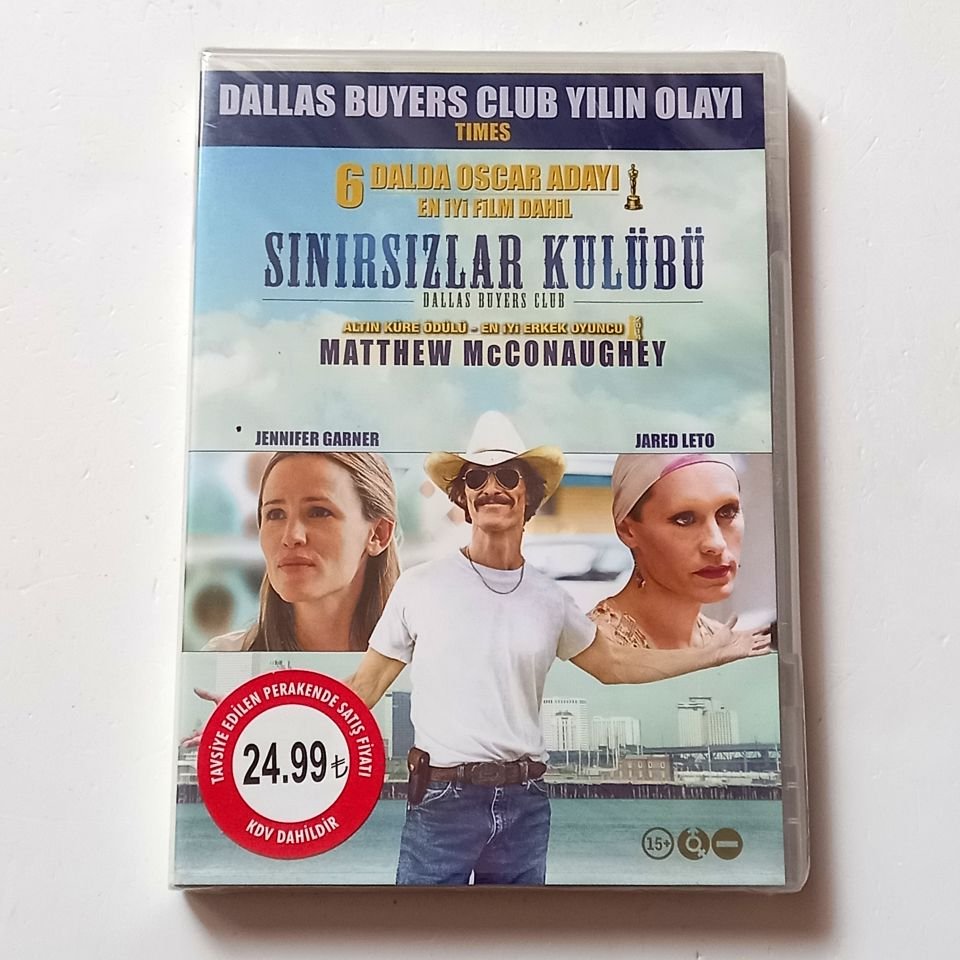 DALLAS BUYERS CLUB YILIN OLAYI
TIMES
6 DALDA OSCAR ADAYI
EN İYİ FİLM DAHİL
SINIRSIZLAR KULÜBÜ
DALLAS BUYERS CLUB
ALTIN KÜRE ÖDÜLÜ - EN IYI ERKEK OYUNCU
MATTHEW McCONAUGHEY
JENNIFER GARNER
JARED LETO
TAVSİYE EDİLEN PERAKENDE SATIŞ FİYATI
24.99₺
KDV DAHİLDİR
15+